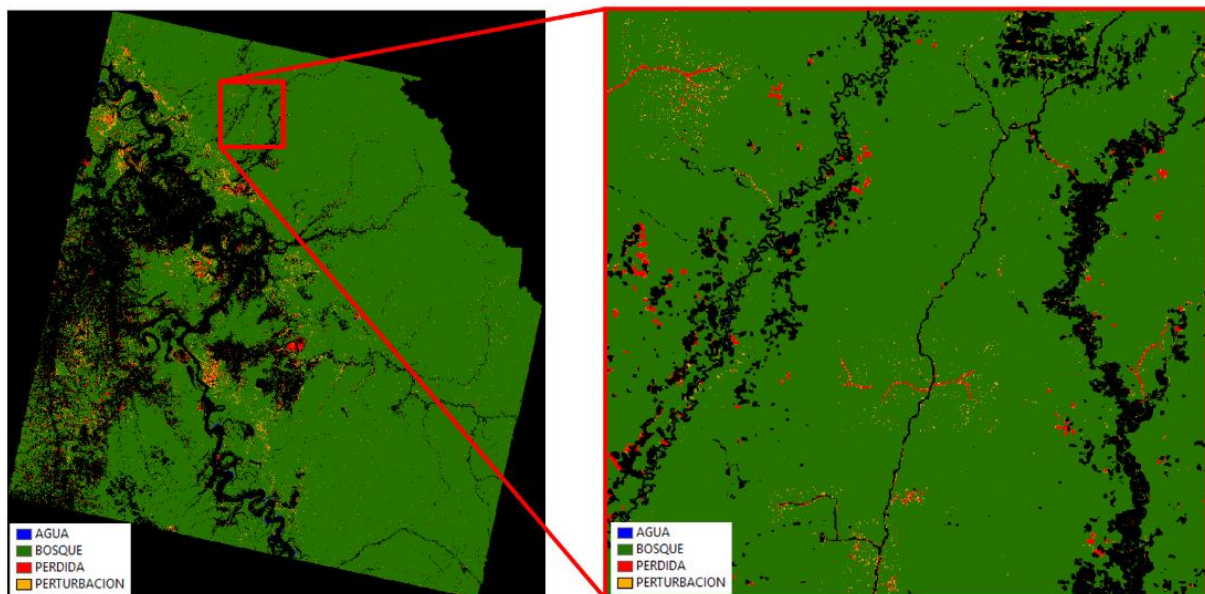 AGUA
BOSQUE
PERDIDA
PERTURBACION
AGUA
BOSQUE
PERDIDA
PERTURBACION